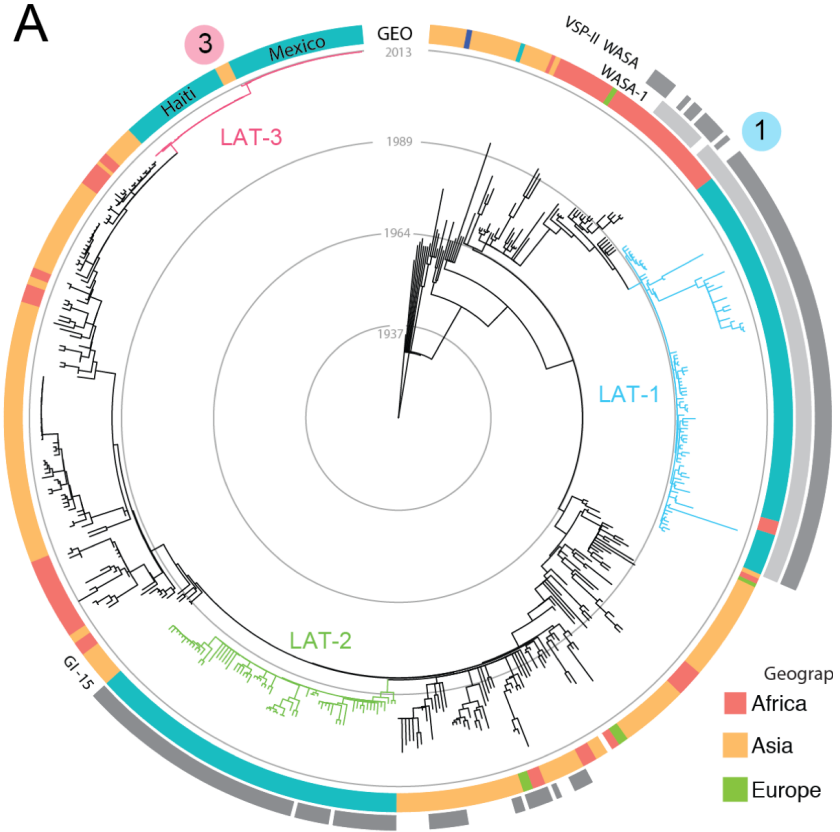 A
3
Mexico
GEO
2013
VSP-II WASA
WASA-1
1
Haiti
LAT-3
1989
1964
1937
LAT-1
LAT-2
GI-15
Geograp
Africa
Asia
Europe